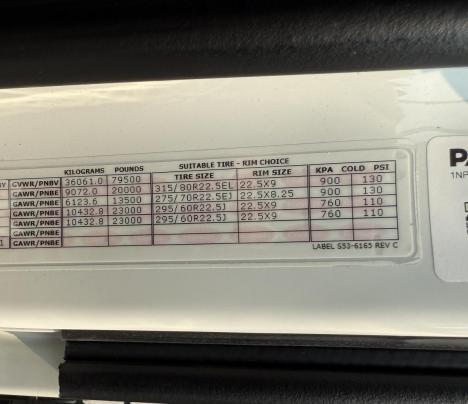 SUITABLE TIRE - RIM CHOICE
KILOGRAMS POUNDS TIRE SIZE RIM SIZE KPA COLD PSI
GVWR/PNBV 36061.0 79500
GAWR/PNBE 9072.0 20000 315/80R22.5EL 22.5X9 900 130
GAWR/PNBE 6123.6 13500 275/70R22.5EJ 22.5X8.25 900 130
GAWR/PNBE 10432.8 23000 295/60R22.5J 22.5X9 760 110
GAWR/PNBE 10432.8 23000 295/60R22.5J 22.5X9 760 110
GAWR/PNBE
1 GAWR/PNBE
LABEL S53-6165 REV C
PA
1NP